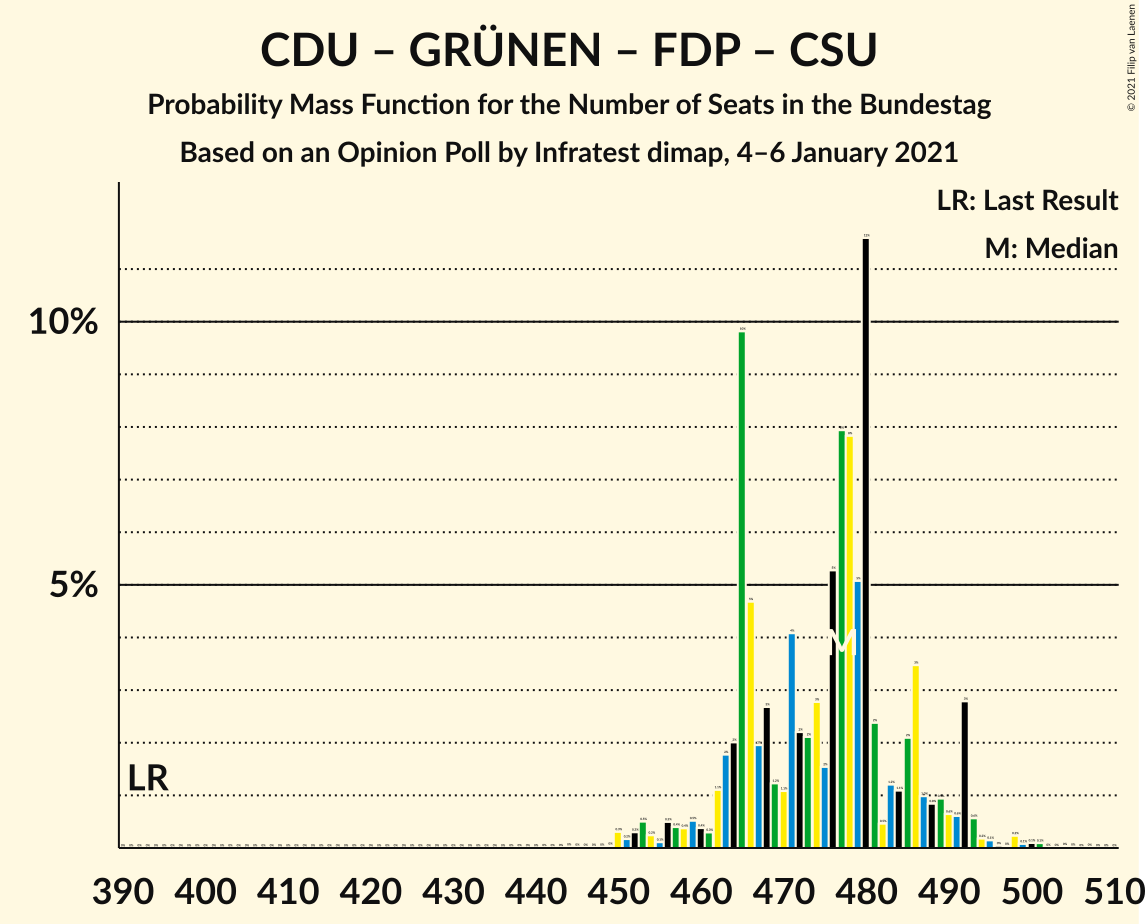 CDU – GRÜNEN – FDP – CSU
Probability Mass Function for the Number of Seats in the Bundestag
Based on an Opinion Poll by Infratest dimap, 4–6 January 2021
© 2021 Filip van Laenen
LR: Last Result
M: Median
10%
5%
LR
M
390 400 410 420 430 440 450 460 470 480 490 500 510